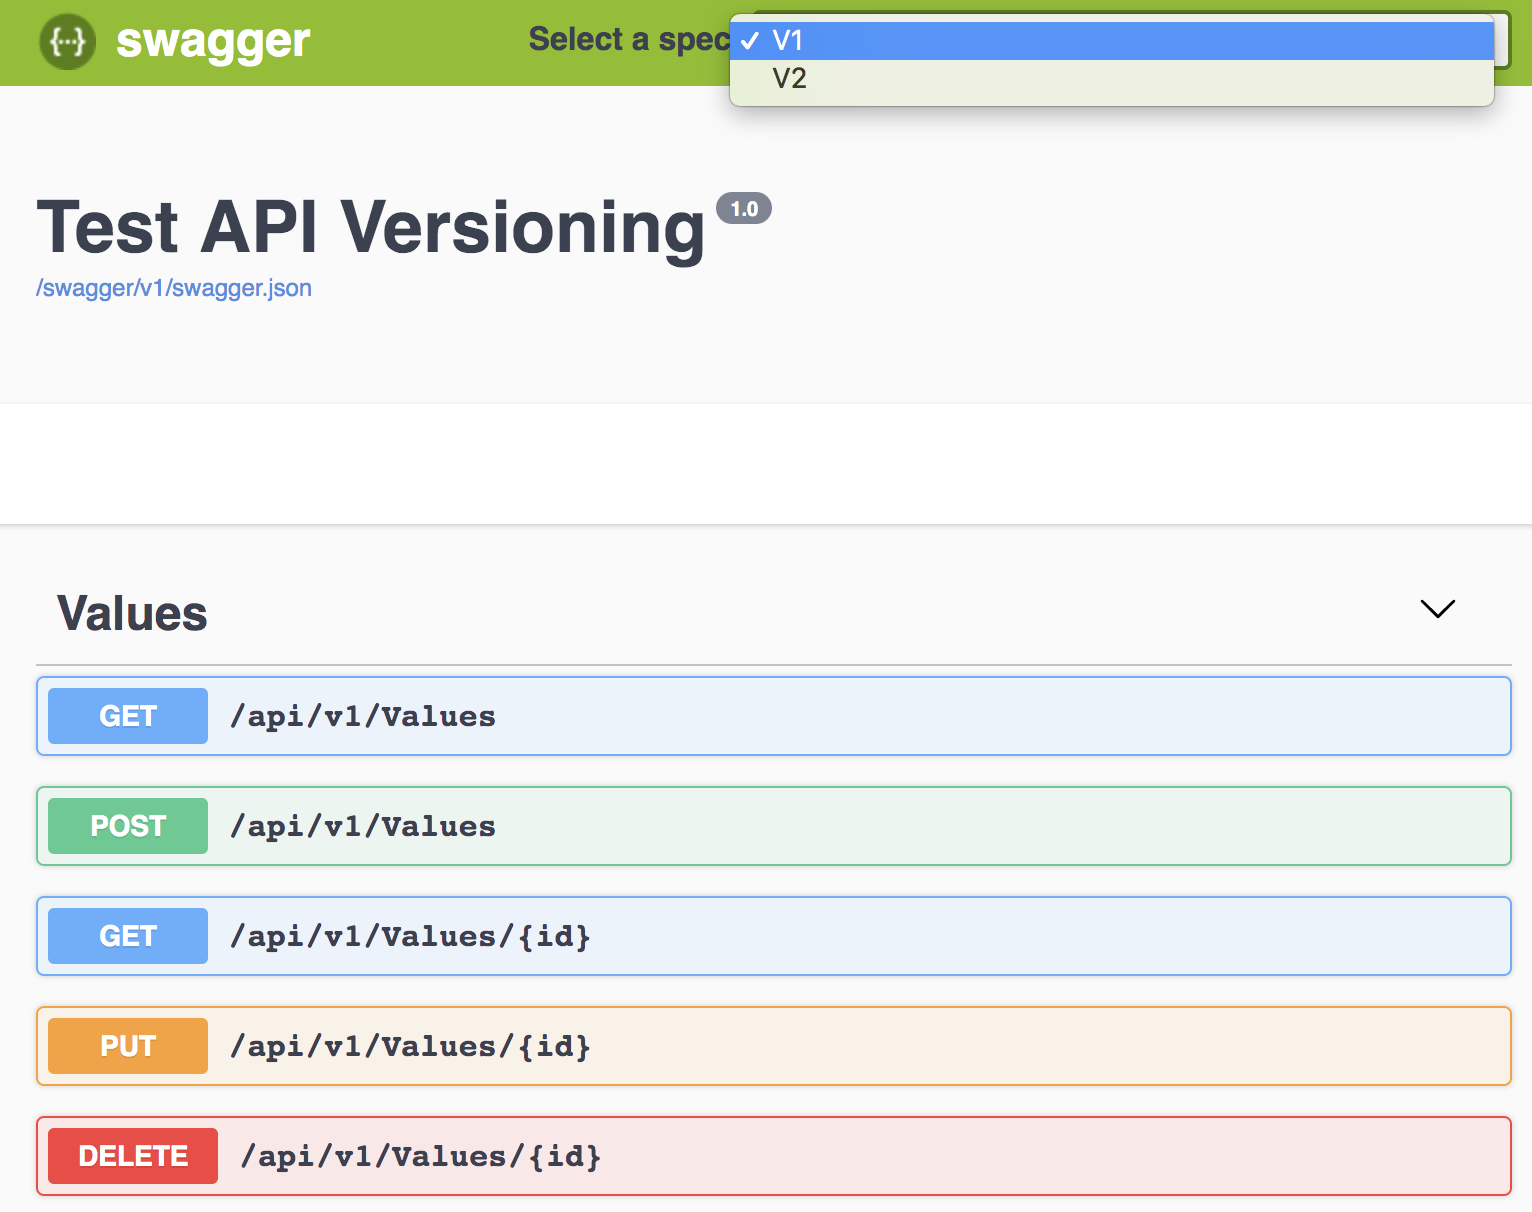 {...} swagger
Select a spec
✓ V1
V2
Test API Versioning 1.0
/swagger/v1/swagger.json
Values
GET /api/v1/Values
POST /api/v1/Values
GET /api/v1/Values/{id}
PUT /api/v1/Values/{id}
DELETE /api/v1/Values/{id}